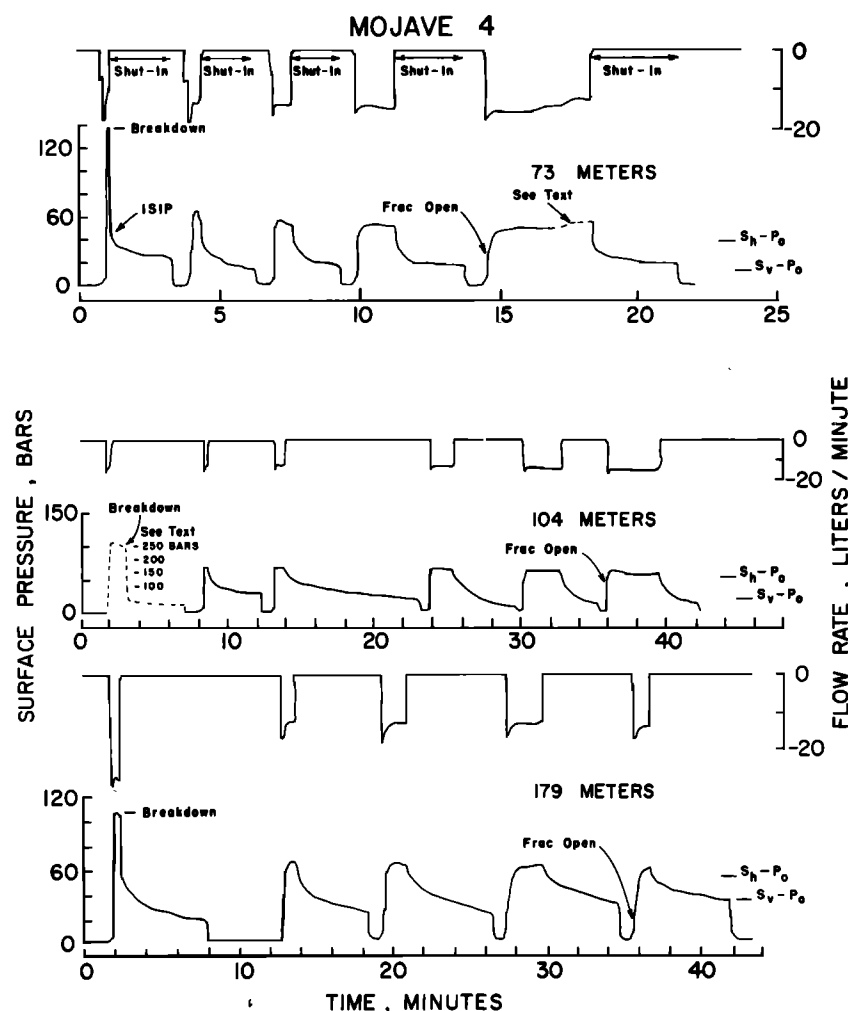 MOJAVE 4
0
-20
Shut-In Shut-In Shut-In Shut-In Shut-In
120
60
0
Breakdown
ISIP
73 METERS
See Text
Frac Open
Sh-Po
Sv-Po
0 5 10 15 20 25
SURFACE PRESSURE, BARS
FLOW RATE, LITERS/MINUTE
0
-20
150
100
50
0
Breakdown
See Text
250 BARS
200
150
100
104 METERS
Frac Open
Sh-Po
Sv-Po
0 10 20 30 40
0
-20
120
60
0
Breakdown
179 METERS
Frac Open
Sh-Po
Sv-Po
0 10 20 30 40
TIME, MINUTES